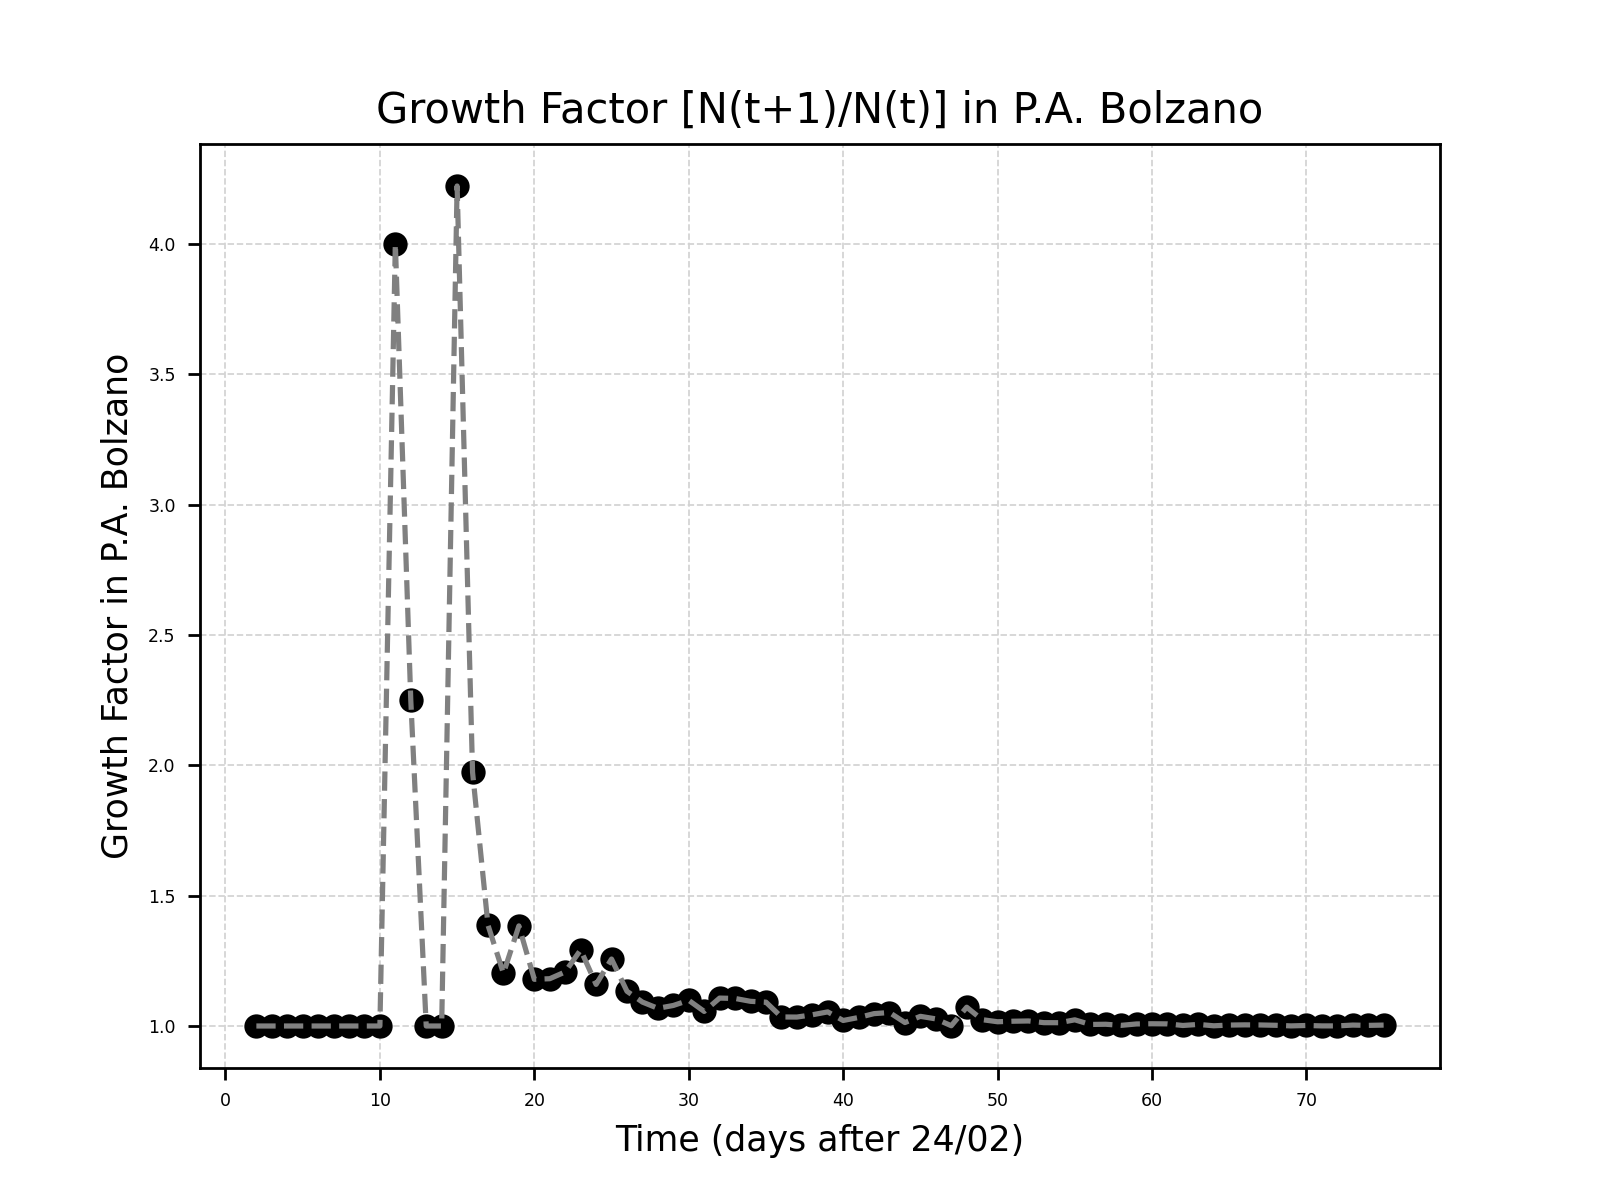 Growth Factor [N(t+1)/N(t)] in P.A. Bolzano
Growth Factor in P.A. Bolzano
4.0
3.5
3.0
2.5
2.0
1.5
1.0
0 10 20 30 40 50 60 70
Time (days after 24/02)